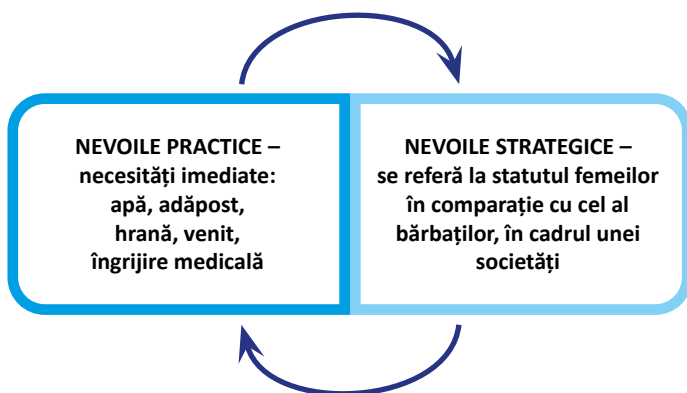 NEVOILE PRACTICE –
necesități imediate:
apă, adăpost,
hrană, venit,
îngrijire medicală
NEVOILE STRATEGICE –
se referă la statutul femeilor
în comparație cu cel al
bărbaților, în cadrul unei
societăți